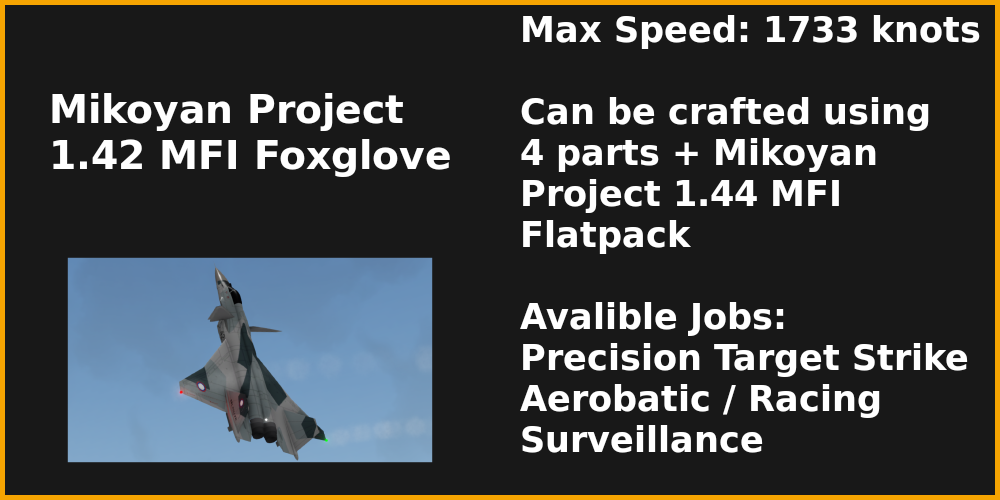 Mikoyan Project
1.42 MFI Foxglove
Max Speed: 1733 knots
Can be crafted using
4 parts + Mikoyan
Project 1.44 MFI
Flatpack
Avalible Jobs:
Precision Target Strike
Aerobatic / Racing
Surveillance